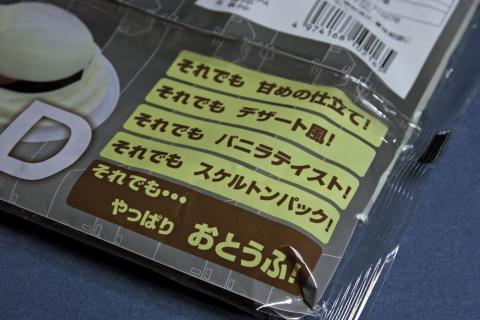 それでも 甘めの仕立て!
それでも デザート風!
それでも バニラテイスト!
それでも スケルトンパック!
それでも・・・
やっぱり おとうふ!
D